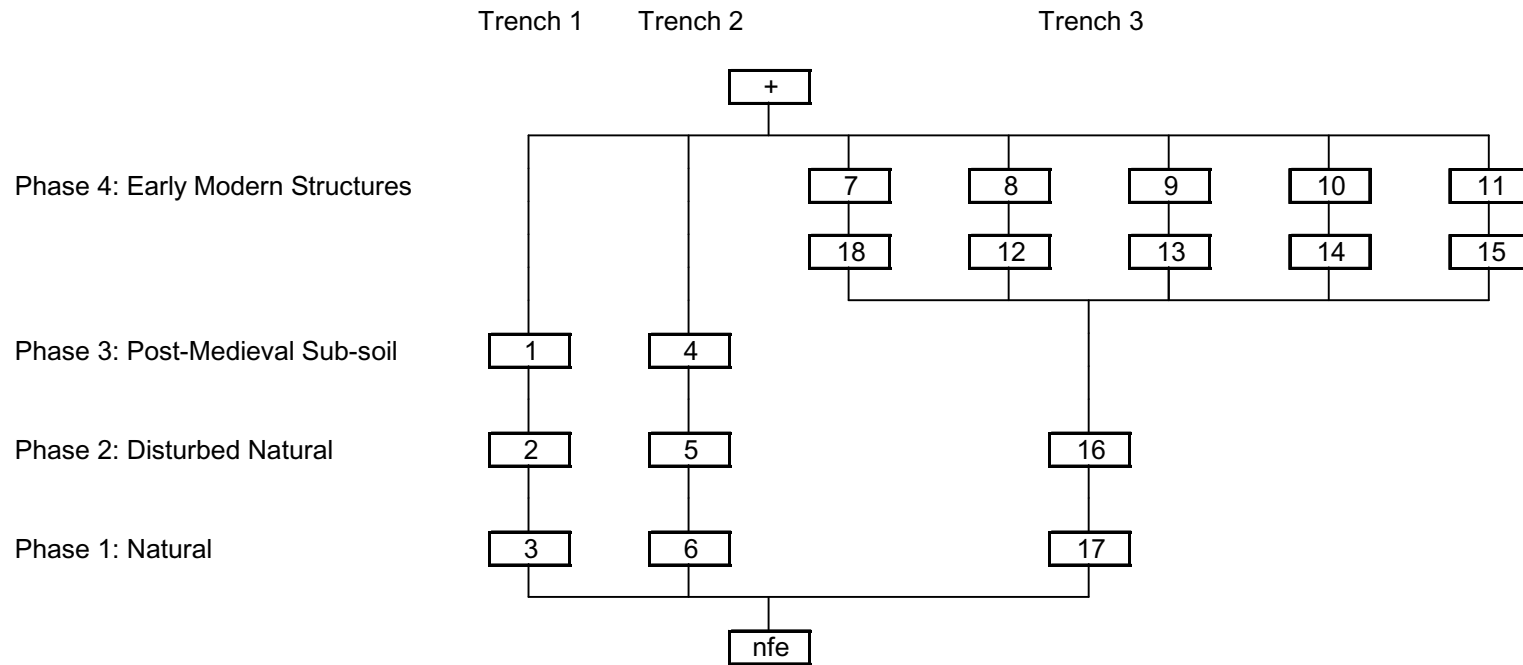 Trench 1 Trench 2 Trench 3
+
Phase 4: Early Modern Structures 7 8 9 10 11
18 12 13 14 15
Phase 3: Post-Medieval Sub-soil 1 4
Phase 2: Disturbed Natural 2 5 16
Phase 1: Natural 3 6 17
nfe